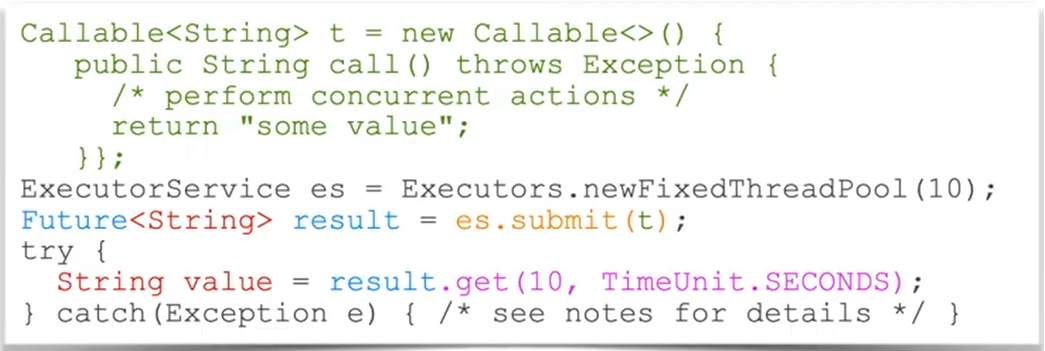 Callable<String> t = new Callable<>() {
public String call() throws Exception {
/* perform concurrent actions */
return "some value";
}};
ExecutorService es = Executors.newFixedThreadPool(10);
Future<String> result = es.submit(t);
try {
String value = result.get(10, TimeUnit.SECONDS);
} catch(Exception e) { /* see notes for details */ }